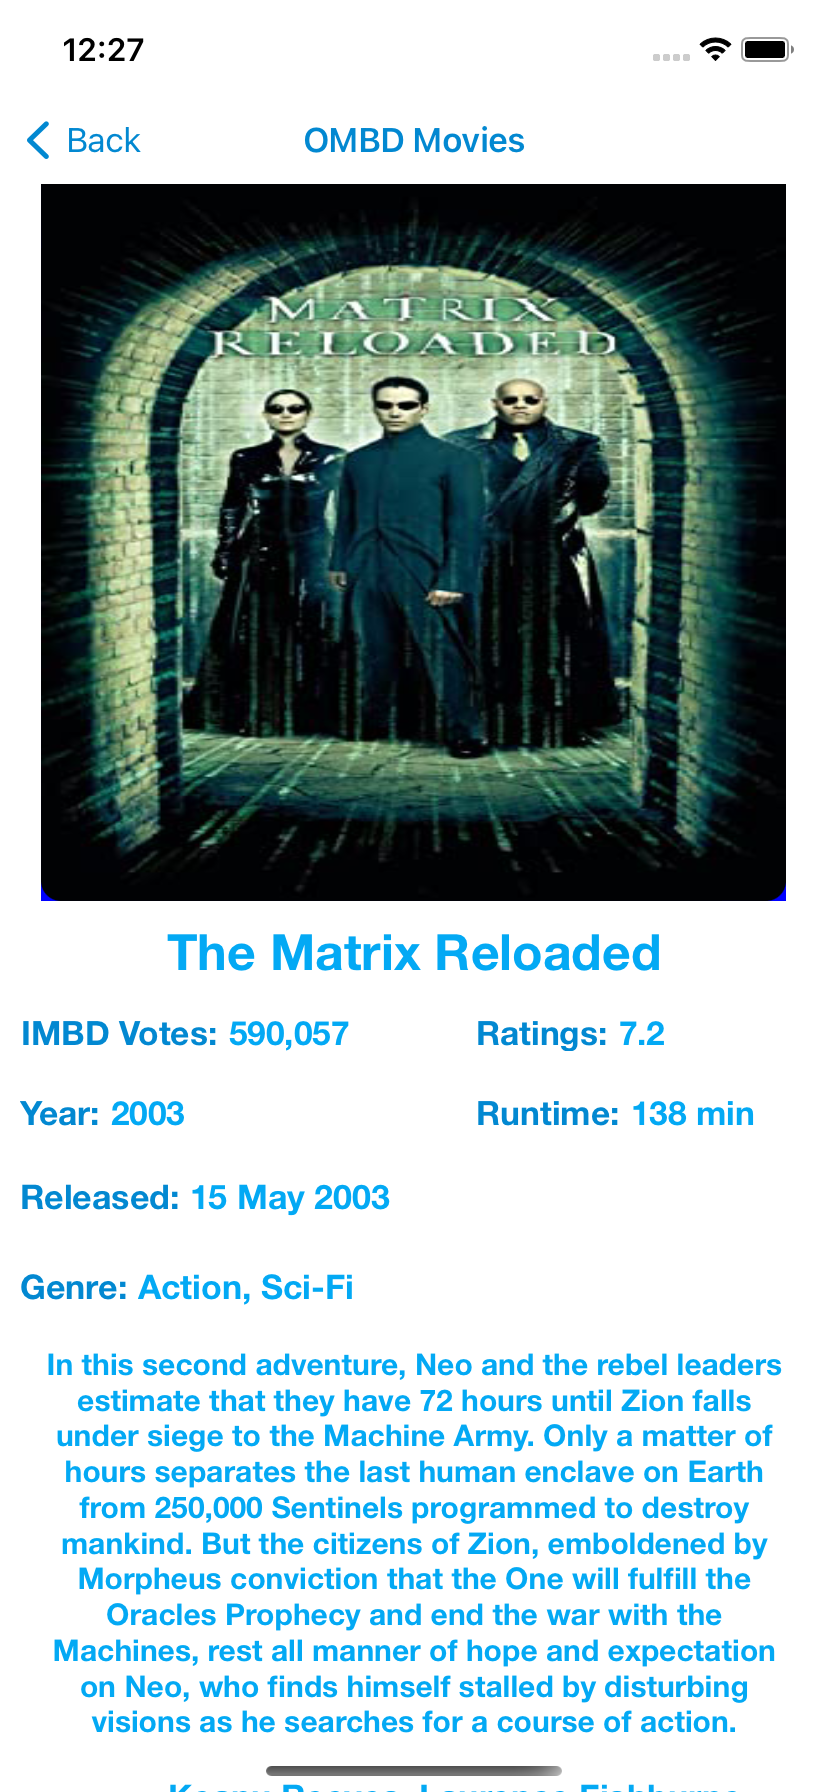 12:27
Back
OMBD Movies
MATRIX
RELOADED
The Matrix Reloaded
IMBD Votes: 590,057
Ratings: 7.2
Year: 2003
Runtime: 138 min
Released: 15 May 2003
Genre: Action, Sci-Fi
In this second adventure, Neo and the rebel leaders
estimate that they have 72 hours until Zion falls
under siege to the Machine Army. Only a matter of
hours separates the last human enclave on Earth
from 250,000 Sentinels programmed to destroy
mankind. But the citizens of Zion, emboldened by
Morpheus conviction that the One will fulfill the
Oracles Prophecy and end the war with the
Machines, rest all manner of hope and expectation
on Neo, who finds himself stalled by disturbing
visions as he searches for a course of action.
Keanu Reeves, Laurence Fishburne,